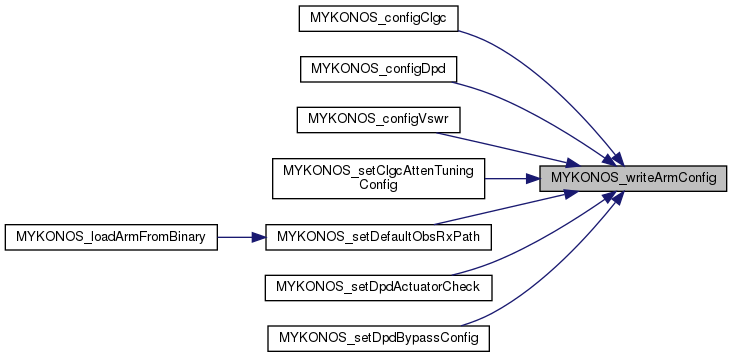 MYKONOS_configClgc
MYKONOS_configDpd
MYKONOS_configVswr
MYKONOS_setClgcAttenTuning
Config
MYKONOS_writeArmConfig
MYKONOS_loadArmFromBinary
MYKONOS_setDefaultObsRxPath
MYKONOS_setDpdActuatorCheck
MYKONOS_setDpdBypassConfig